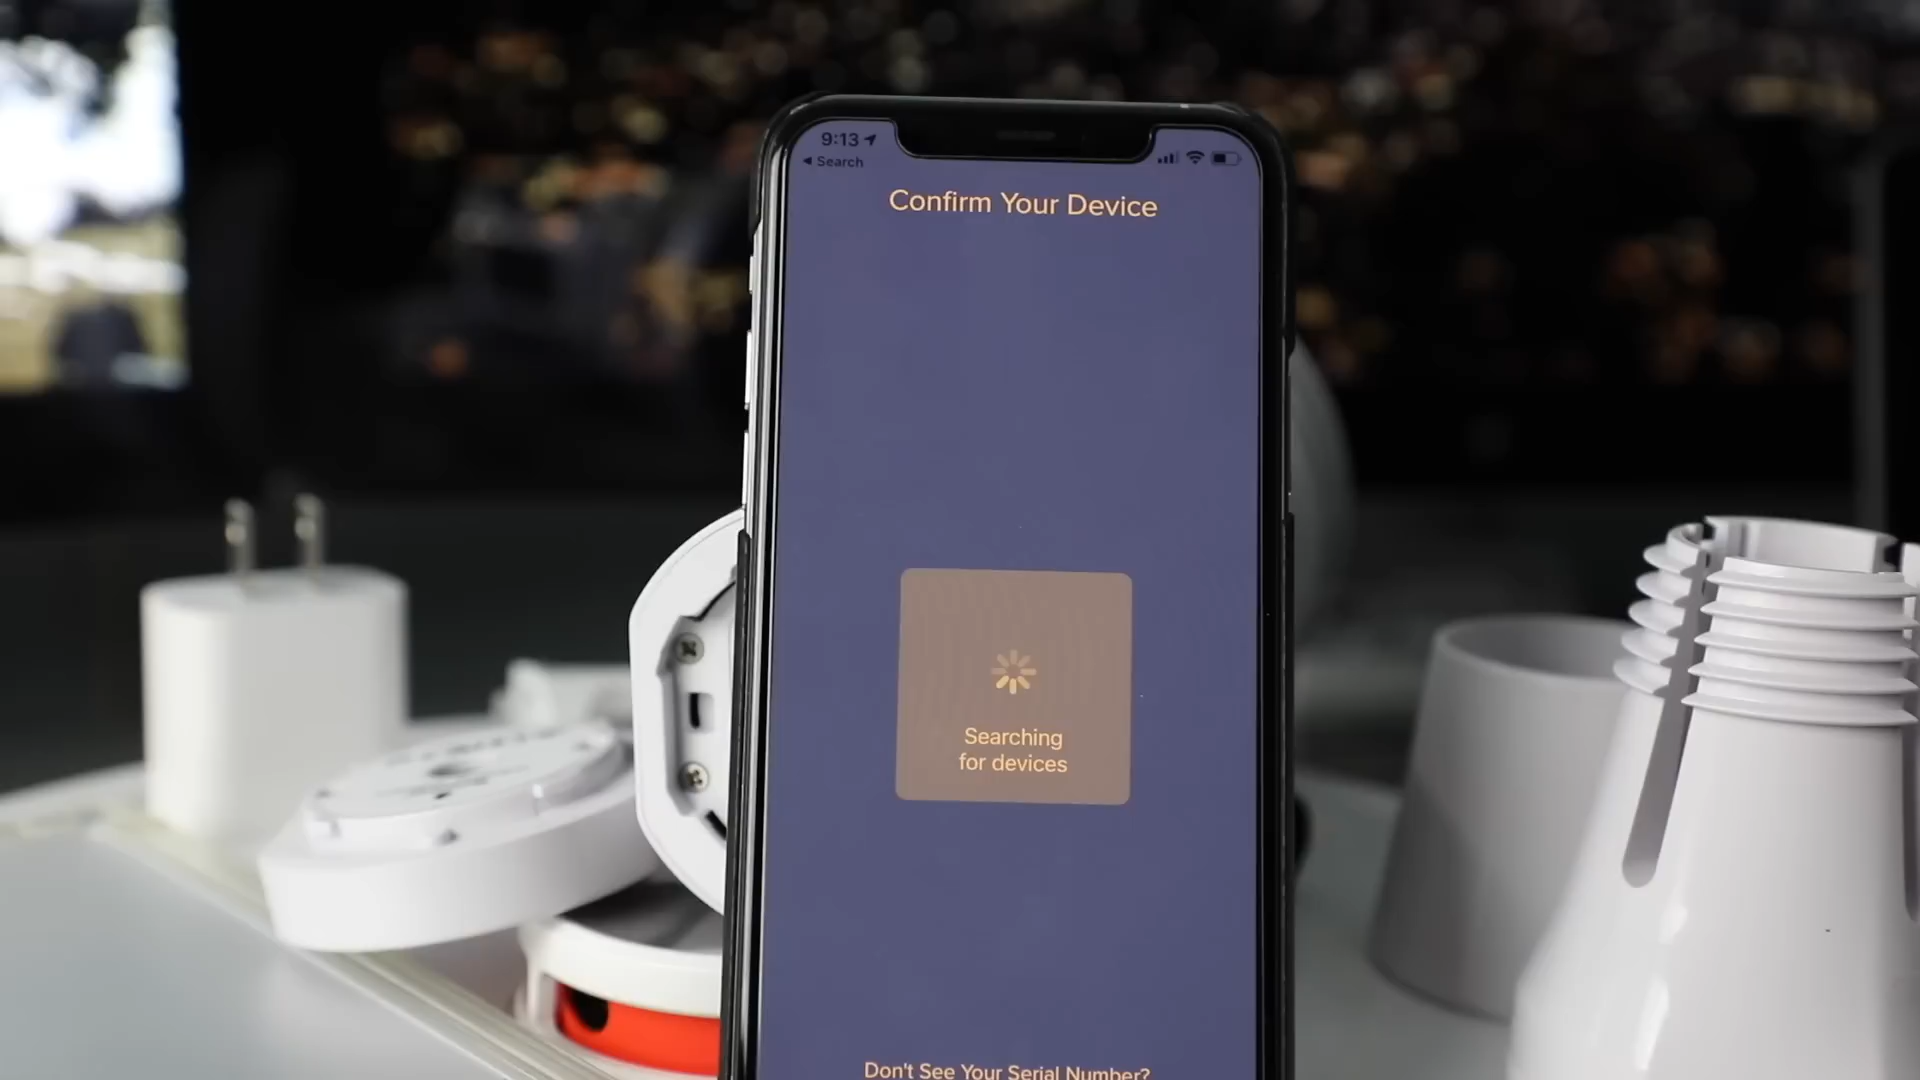 9:13
Search
Confirm Your Device
Searching
for devices
Don't See Your Serial Number?